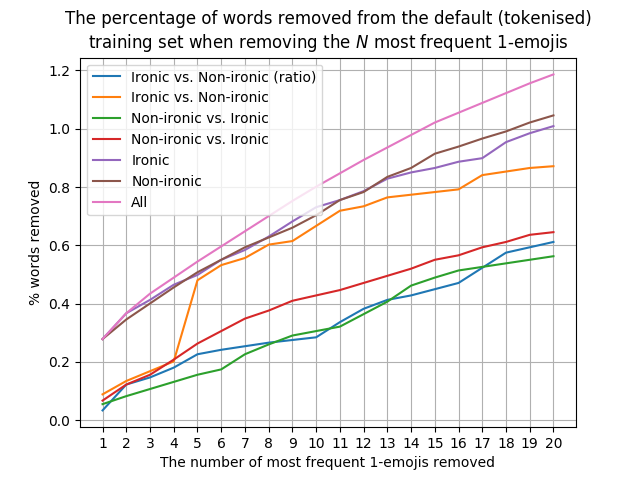 The percentage of words removed from the default (tokenised)
training set when removing the N most frequent 1-emojis
1.2
1.0
0.8
0.6
0.4
0.2
0.0
% words removed
Ironic vs. Non-ironic (ratio)
Ironic vs. Non-ironic
Non-ironic vs. Ironic
Non-ironic vs. Ironic
Ironic
Non-ironic
All
1 2 3 4 5 6 7 8 9 10 11 12 13 14 15 16 17 18 19 20
The number of most frequent 1-emojis removed